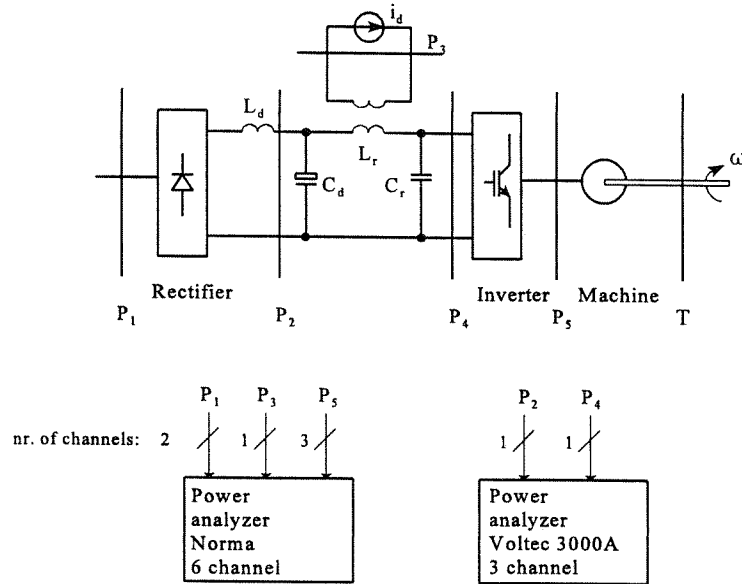 i_d
P_3
L_d
L_r
C_d
C_r
ω
Rectifier
Inverter
Machine
P_1
P_2
P_4
P_5
T
P_1
P_3
P_5
P_2
P_4
nr. of channels: 2 1 3 1 1
Power
analyzer
Norma
6 channel
Power
analyzer
Voltec 3000A
3 channel